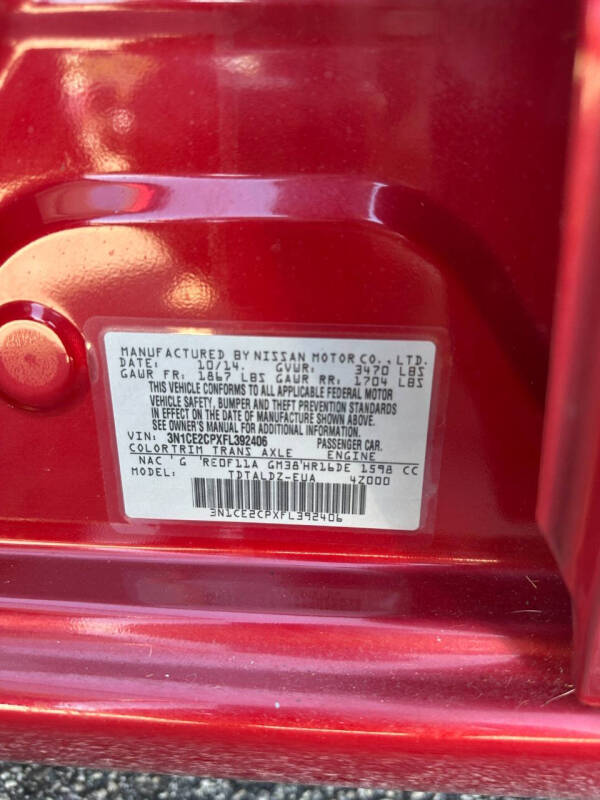 MANUFACTURED BY NISSAN MOTOR CO., LTD.
DATE: 10/14. GVWR: 3470 LBS
GAWR FR: 1867 LBS GAWR RR: 1704 LBS
THIS VEHICLE CONFORMS TO ALL APPLICABLE FEDERAL MOTOR
VEHICLE SAFETY, BUMPER AND THEFT PREVENTION STANDARDS
IN EFFECT ON THE DATE OF MANUFACTURE SHOWN ABOVE.
SEE OWNER'S MANUAL FOR ADDITIONAL INFORMATION.
VIN: 3N1CE2CPXFL392406 PASSENGER CAR.
COLORTRIM TRANS AXLE ENGINE
NAC 'G 'RE0F11A GM38'HR16DE 1598 CC
MODEL: TDTALDZ-EUA 4Z000
3N1CE2CPXFL392406